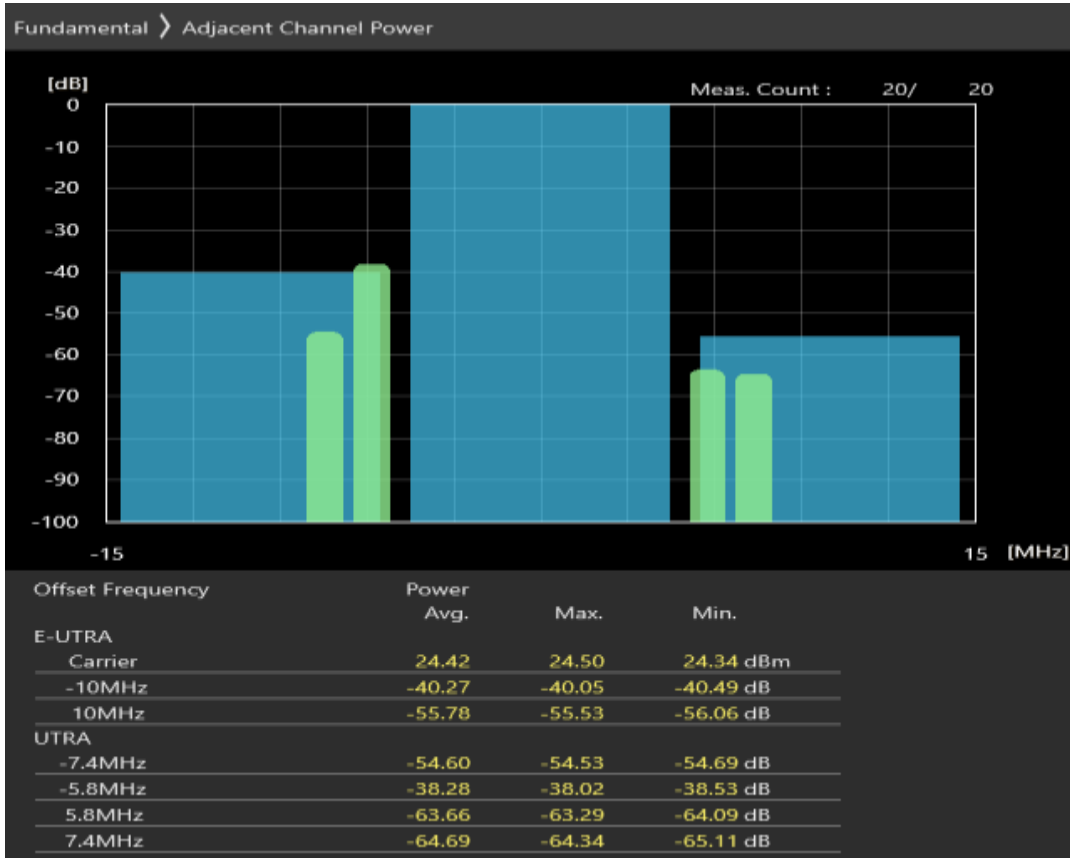 Fundamental ❯ Adjacent Channel Power
[dB]
Meas. Count : 20/ 20
0
-10
-20
-30
-40
-50
-60
-70
-80
-90
-100
-15 15 [MHz]
Offset Frequency Power
Avg. Max. Min.
E-UTRA
Carrier 24.42 24.50 24.34 dBm
-10MHz -40.27 -40.05 -40.49 dB
10MHz -55.78 -55.53 -56.06 dB
UTRA
-7.4MHz -54.60 -54.53 -54.69 dB
-5.8MHz -38.28 -38.02 -38.53 dB
5.8MHz -63.66 -63.29 -64.09 dB
7.4MHz -64.69 -64.34 -65.11 dB